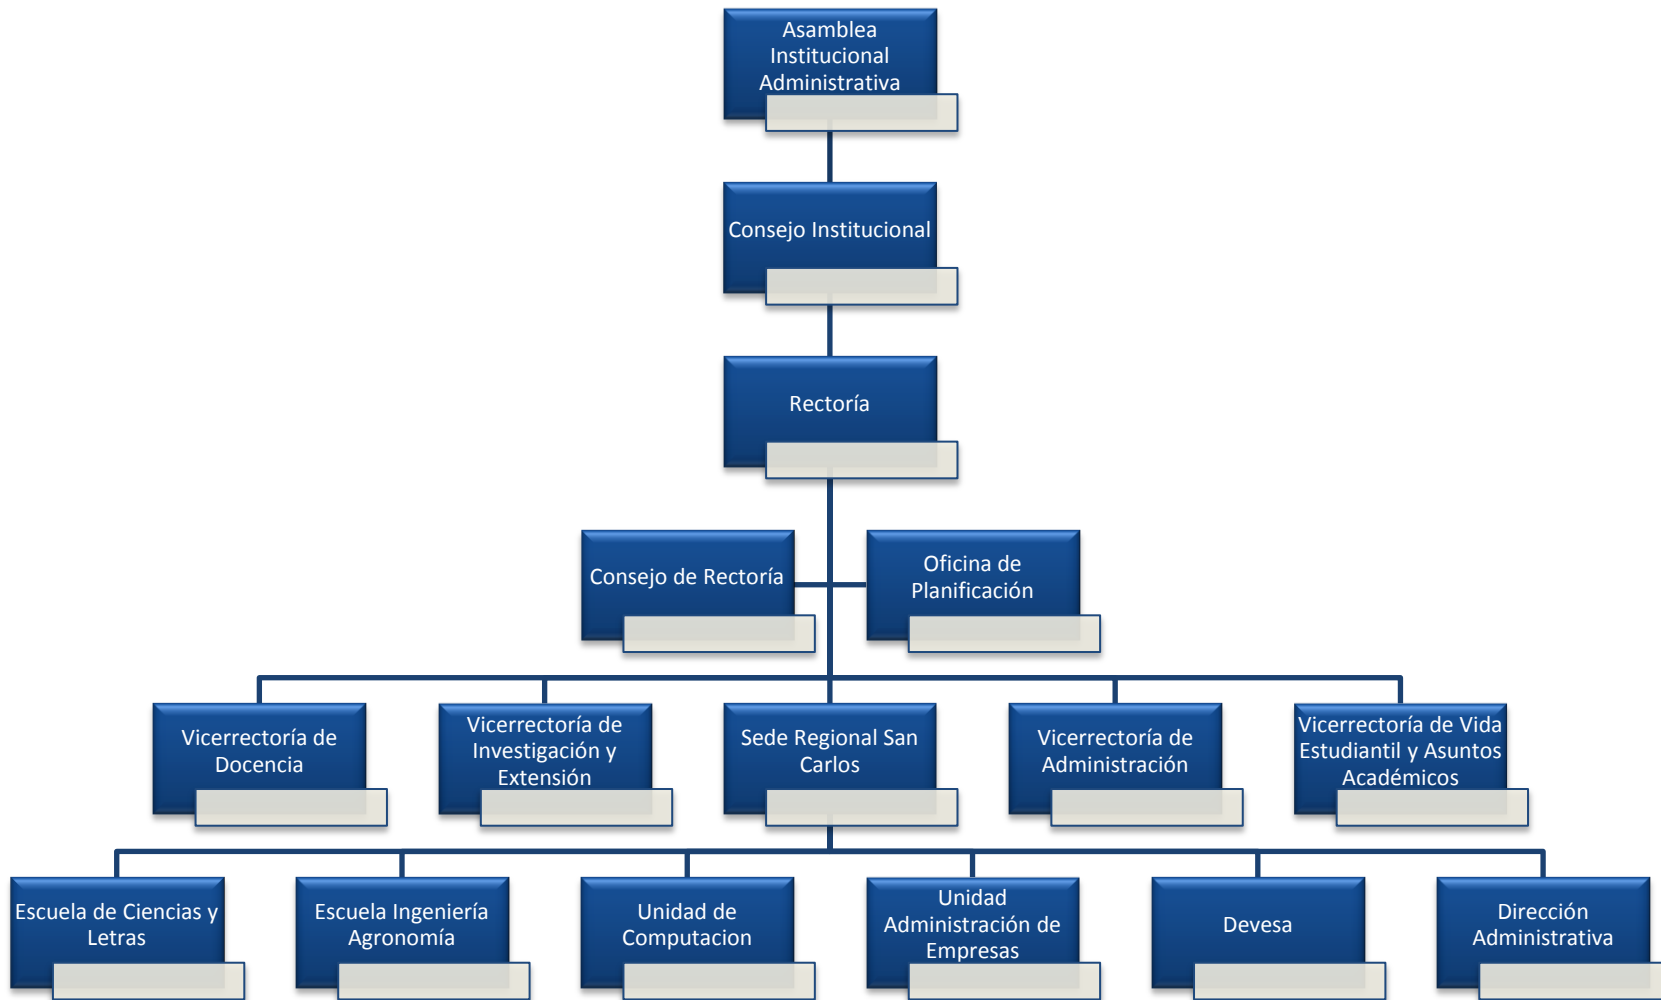 Asamblea
Institucional
Administrativa
Consejo Institucional
Rectoría
Consejo de Rectoría
Oficina de
Planificación
Vicerrectoría de
Docencia
Vicerrectoría de
Investigación y
Extensión
Sede Regional San
Carlos
Vicerrectoría de
Administración
Vicerrectoría de Vida
Estudiantil y Asuntos
Académicos
Escuela de Ciencias y
Letras
Escuela Ingeniería
Agronomía
Unidad de
Computacion
Unidad
Administración de
Empresas
Devesa
Dirección
Administrativa